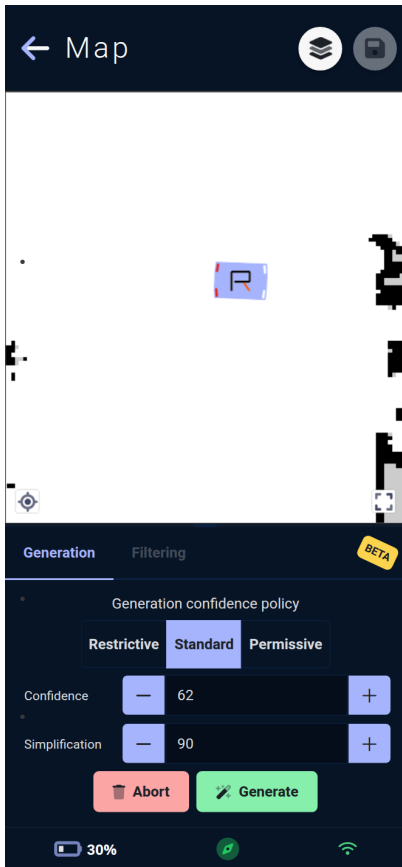 Map
R
Generation Filtering BETA
Generation confidence policy
Restrictive Standard Permissive
Confidence — 62 +
Simplification — 90 +
Abort Generate
30%